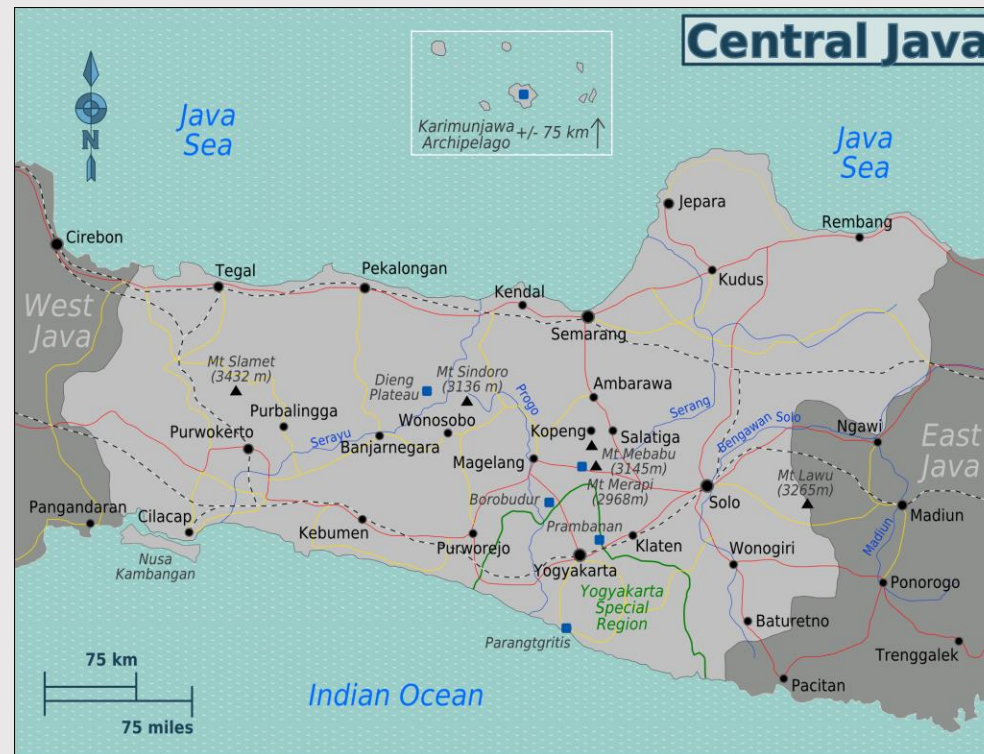 Central Java
Java
Sea
Karimunjawa
Archipelago
+/- 75 km
Java
Sea
N
Jepara
Rembang
Cirebon
Tegal
Pekalongan
Kudus
Kendal
Semarang
West
Java
Mt Slamet
(3432 m)
Dieng
Plateau
Mt Sindoro
(3136 m)
Progo
Ambarawa
Serang
Bengawan Solo
Purbalingga
Wonosobo
Kopeng
Salatiga
Ngawi
East
Java
Purwokèrto
Serayu
Banjarnegara
Magelang
Mt Mebabu
(3145m)
Mt Merapi
(2968m)
Mt Lawu
(3265m)
Solo
Borobudur
Pangandaran
Cilacap
Kebumen
Prambanan
Madiun
Madiun
Purworejo
Klaten
Wonogiri
Nusa
Kambangan
Yogyakarta
Yogyakarta
Special
Region
Ponorogo
Baturetno
Parangtgritis
Trenggalek
75 km
75 miles
Indian Ocean
Pacitan